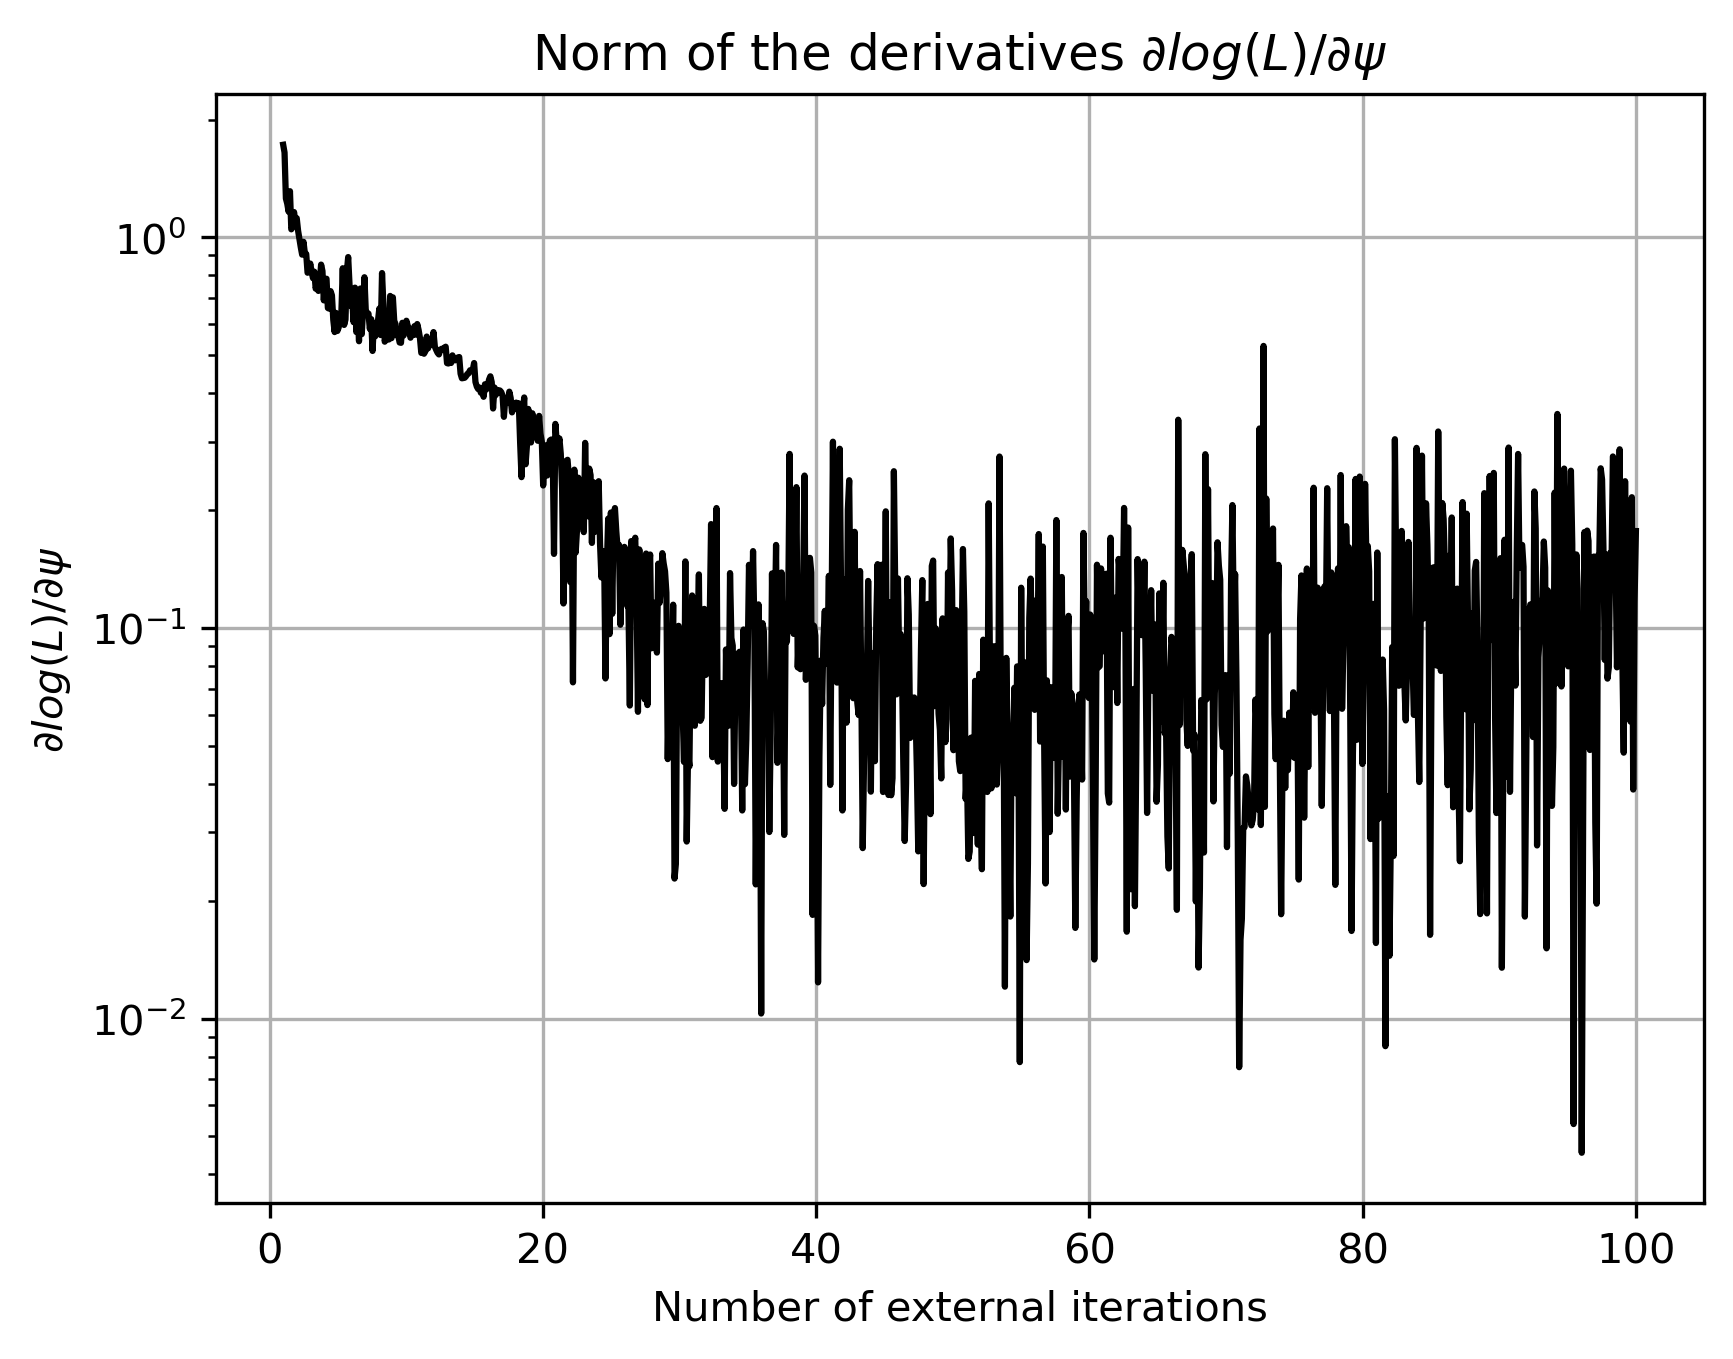 Norm of the derivatives ∂log(L)/∂ψ
∂log(L)/∂ψ
10⁰
10⁻¹
10⁻²
0 20 40 60 80 100
Number of external iterations